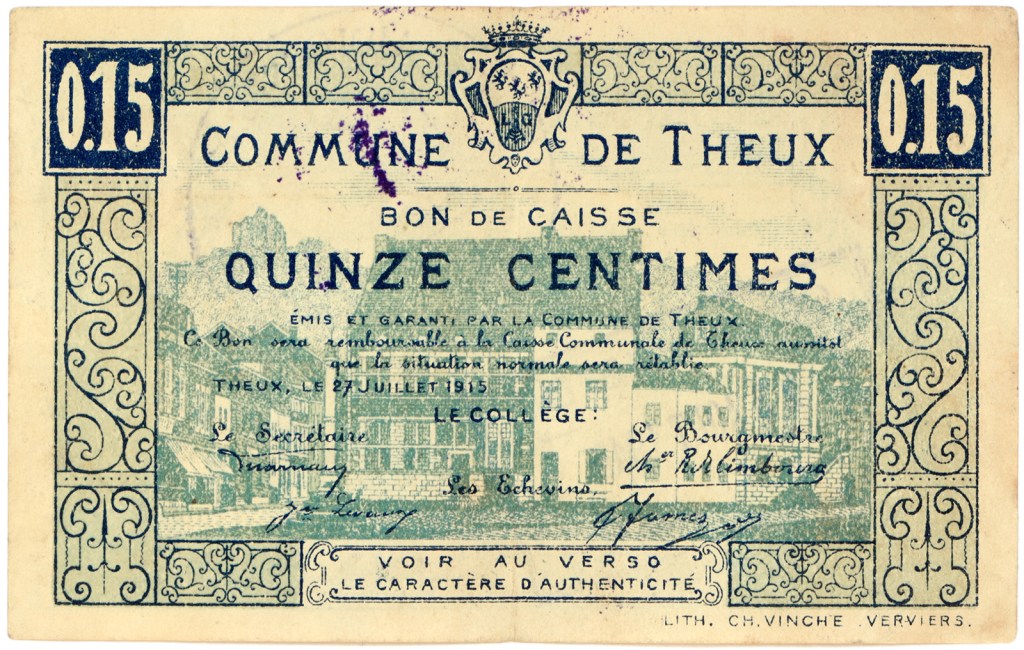 0.15
0.15
COMMUNE DE THEUX
BON DE CAISSE
QUINZE CENTIMES
ÉMIS ET GARANTI PAR LA COMMUNE DE THEUX.
Ce Bon sera remboursable à la Caisse Communale de Theux aussitot
que la situation normale sera rétablie.
THEUX, LE 27 JUILLET 1915
LE COLLÈGE:
Le Secrétaire
Le Bourgmestre
Les Echevins,
VOIR AU VERSO
LE CARACTÈRE D'AUTHENTICITÉ
LITH. CH. VINCHE . VERVIERS.